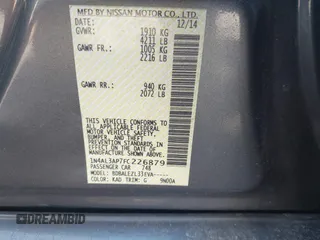 MFD BY NISSAN MOTOR CO., LTD.
12/14
GVWR: 1910 KG
4211 LB
GAWR FR: 1005 KG
2216 LB
GAWR RR: 940 KG
2072 LB
THIS VEHICLE CONFORMS TO ALL
APPLICABLE FEDERAL MOTOR
VEHICLE SAFETY,
BUMPER, AND THEFT PREVENTION
STANDARDS IN EFFECT ON THE
DATE OF MANUFACTURE
SHOWN ABOVE.
1N4AL3AP7FC226879
PASSENGER CAR 748
MODEL: BDBALEZL33EVA-----
COLOR: KAD TRIM: G 9600A
DREAMBID